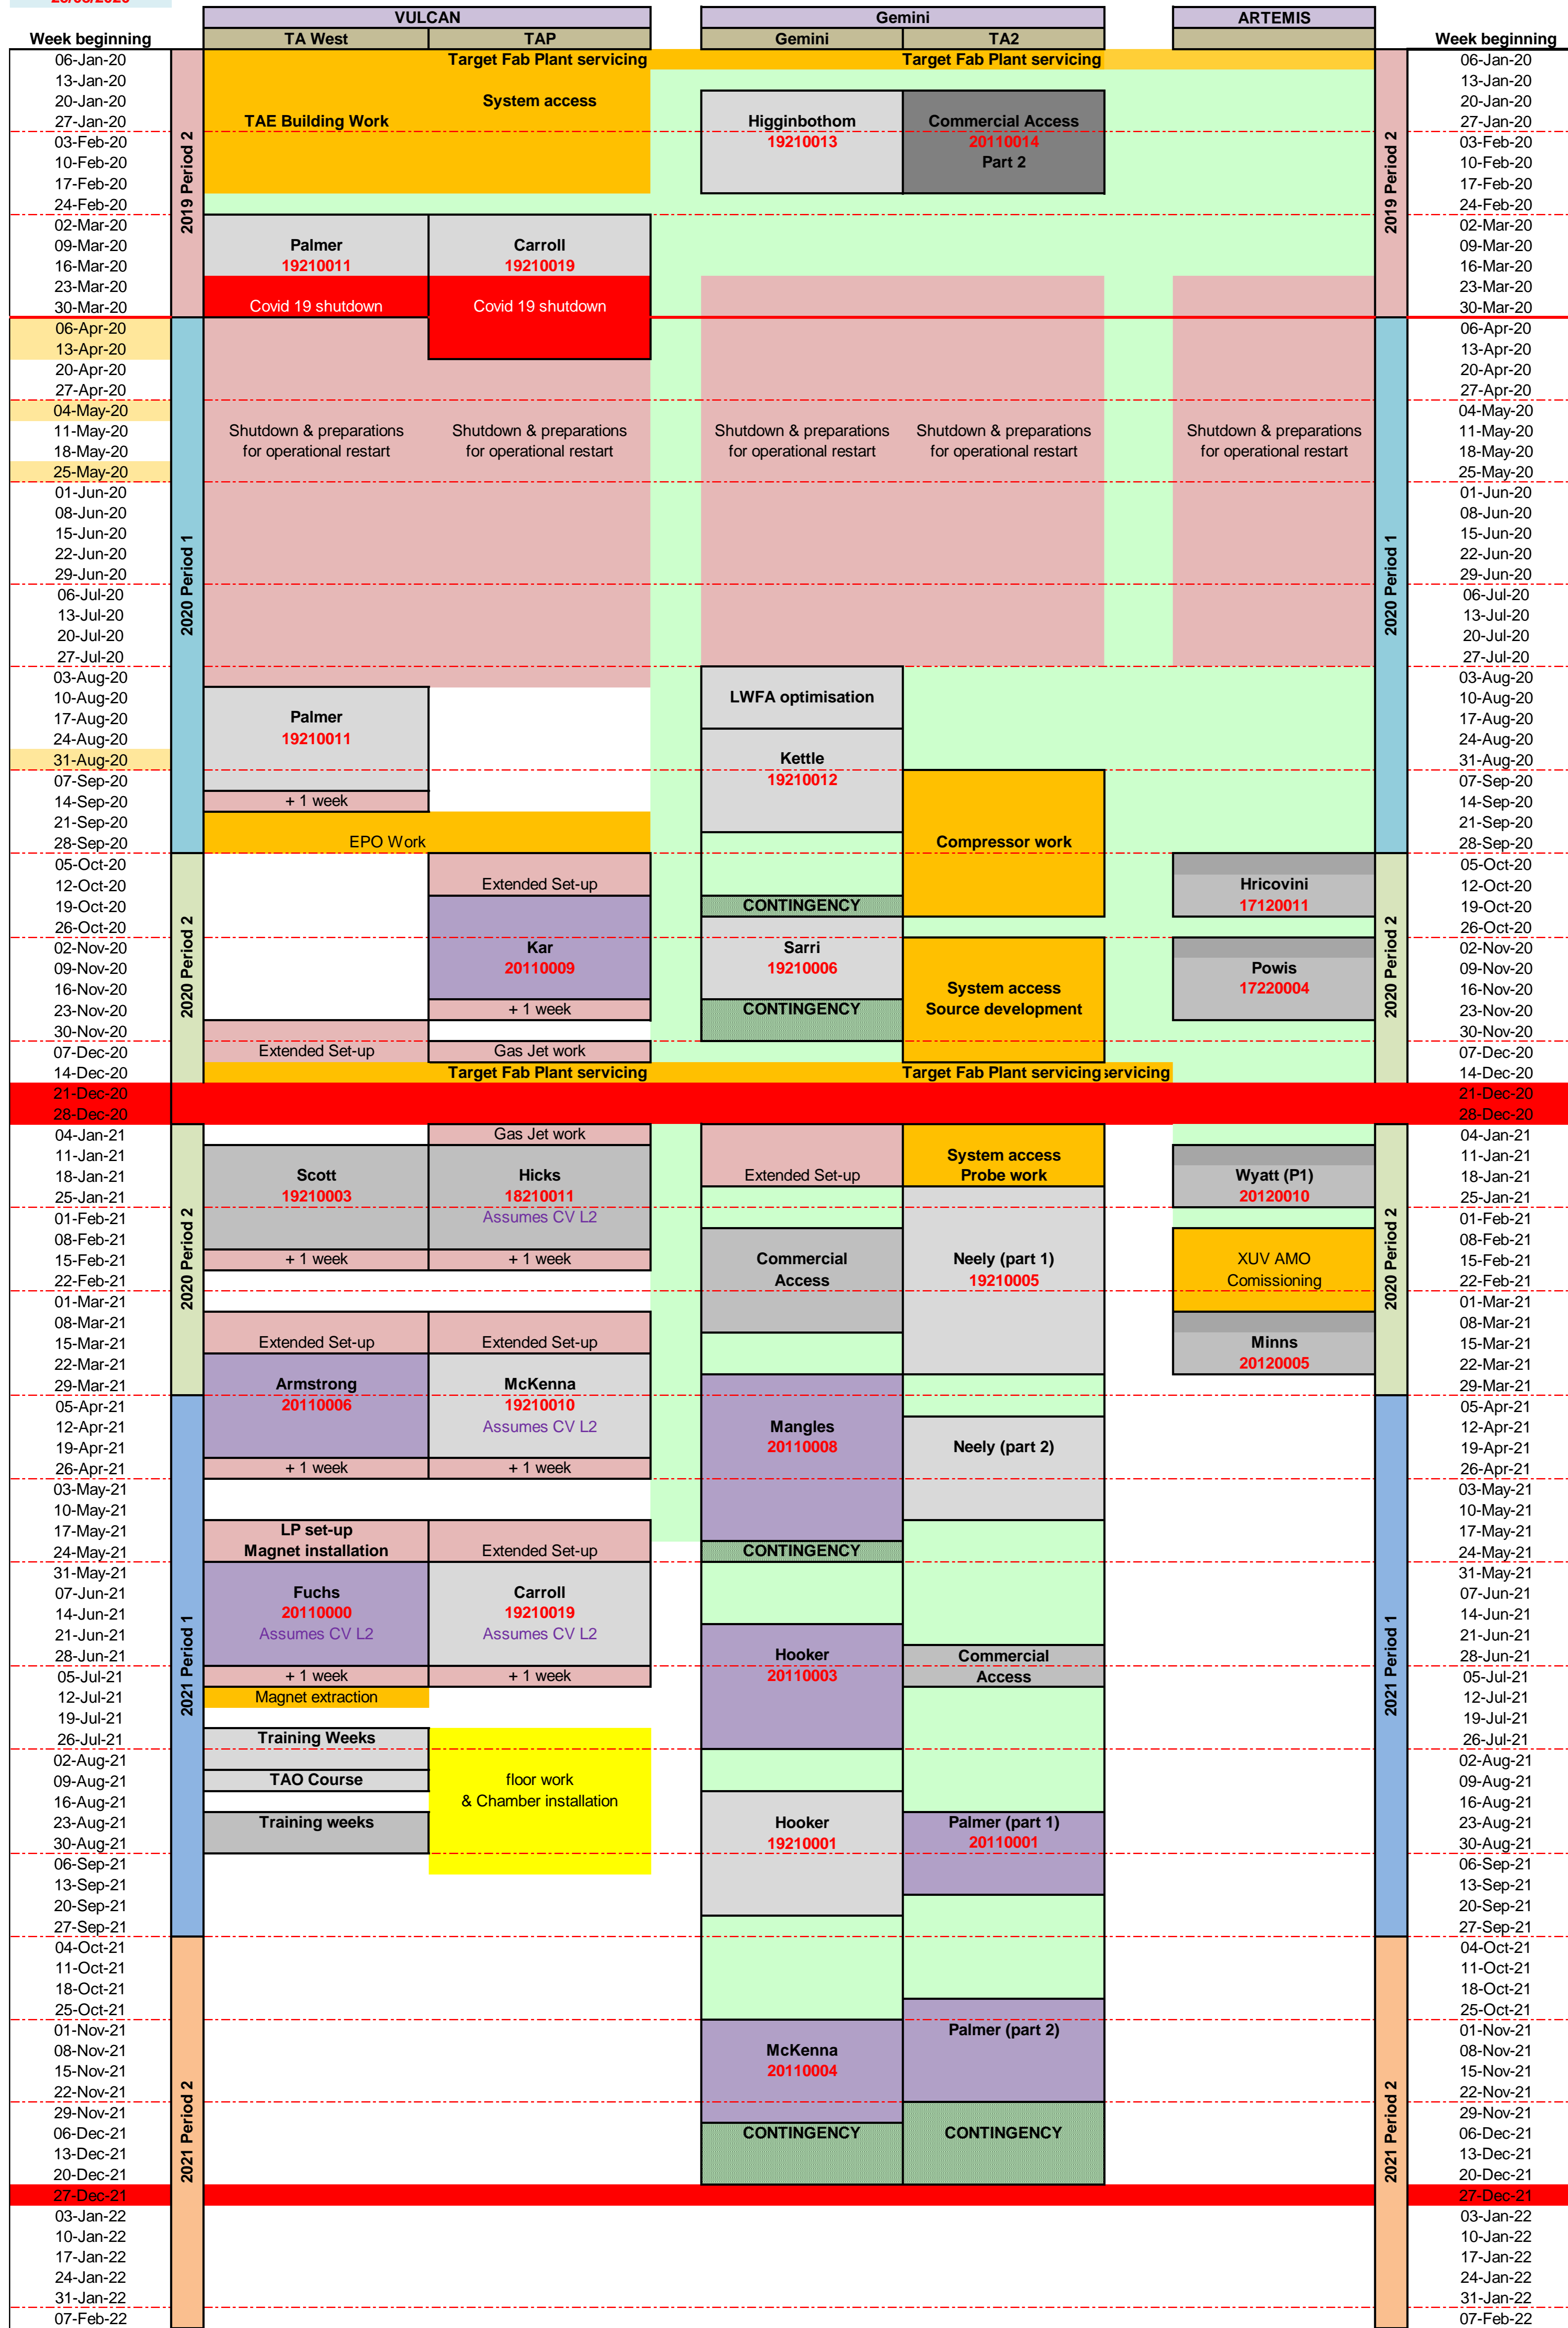 VULCAN Gemini ARTEMIS
Week beginning TA West TAP Gemini TA2 Week beginning
06-Jan-20 Target Fab Plant servicing Target Fab Plant servicing 06-Jan-20
13-Jan-20 13-Jan-20
20-Jan-20 System access 20-Jan-20
27-Jan-20 TAE Building Work Higginbothom Commercial Access 27-Jan-20
03-Feb-20 19210013 20110014 03-Feb-20
10-Feb-20 Part 2 10-Feb-20
17-Feb-20 17-Feb-20
24-Feb-20 24-Feb-20
2019 Period 2 2019 Period 2
02-Mar-20 02-Mar-20
09-Mar-20 Palmer Carroll 09-Mar-20
16-Mar-20 19210011 19210019 16-Mar-20
23-Mar-20 23-Mar-20
30-Mar-20 Covid 19 shutdown Covid 19 shutdown 30-Mar-20
06-Apr-20 06-Apr-20
13-Apr-20 13-Apr-20
20-Apr-20 20-Apr-20
27-Apr-20 27-Apr-20
04-May-20 04-May-20
11-May-20 Shutdown & preparations Shutdown & preparations Shutdown & preparations Shutdown & preparations Shutdown & preparations 11-May-20
18-May-20 for operational restart for operational restart for operational restart for operational restart for operational restart 18-May-20
25-May-20 25-May-20
01-Jun-20 01-Jun-20
08-Jun-20 08-Jun-20
15-Jun-20 15-Jun-20
22-Jun-20 22-Jun-20
29-Jun-20 29-Jun-20
2020 Period 1 2020 Period 1
06-Jul-20 06-Jul-20
13-Jul-20 13-Jul-20
20-Jul-20 20-Jul-20
27-Jul-20 27-Jul-20
03-Aug-20 03-Aug-20
10-Aug-20 LWFA optimisation 10-Aug-20
17-Aug-20 Palmer 17-Aug-20
24-Aug-20 19210011 24-Aug-20
31-Aug-20 Kettle 31-Aug-20
07-Sep-20 19210012 07-Sep-20
14-Sep-20 + 1 week 14-Sep-20
21-Sep-20 21-Sep-20
28-Sep-20 EPO Work Compressor work 28-Sep-20
05-Oct-20 05-Oct-20
12-Oct-20 Extended Set-up Hricovini 12-Oct-20
19-Oct-20 CONTINGENCY 17120011 19-Oct-20
26-Oct-20 26-Oct-20
2020 Period 2 2020 Period 2
02-Nov-20 Kar Sarri 02-Nov-20
09-Nov-20 20110009 19210006 Powis 09-Nov-20
16-Nov-20 System access 17220004 16-Nov-20
23-Nov-20 + 1 week CONTINGENCY Source development 23-Nov-20
30-Nov-20 30-Nov-20
07-Dec-20 Extended Set-up Gas Jet work 07-Dec-20
14-Dec-20 Target Fab Plant servicing Target Fab Plant servicing servicing 14-Dec-20
21-Dec-20 21-Dec-20
28-Dec-20 28-Dec-20
04-Jan-21 Gas Jet work 04-Jan-21
11-Jan-21 Scott Hicks System access 11-Jan-21
18-Jan-21 19210003 18210011 Extended Set-up Probe work Wyatt (P1) 18-Jan-21
25-Jan-21 20120010 25-Jan-21
01-Feb-21 Assumes CV L2 01-Feb-21
08-Feb-21 08-Feb-21
15-Feb-21 + 1 week + 1 week Commercial Neely (part 1) XUV AMO 15-Feb-21
22-Feb-21 Access 19210005 Comissioning 22-Feb-21
2020 Period 2 2020 Period 2
01-Mar-21 01-Mar-21
08-Mar-21 08-Mar-21
15-Mar-21 Extended Set-up Extended Set-up Minns 15-Mar-21
22-Mar-21 20120005 22-Mar-21
29-Mar-21 Armstrong McKenna 29-Mar-21
05-Apr-21 20110006 19210010 05-Apr-21
12-Apr-21 Assumes CV L2 Mangles 12-Apr-21
19-Apr-21 20110008 Neely (part 2) 19-Apr-21
26-Apr-21 + 1 week + 1 week 26-Apr-21
03-May-21 03-May-21
10-May-21 10-May-21
17-May-21 LP set-up 17-May-21
24-May-21 Magnet installation Extended Set-up CONTINGENCY 24-May-21
31-May-21 31-May-21
07-Jun-21 Fuchs Carroll 07-Jun-21
14-Jun-21 20110000 19210019 14-Jun-21
21-Jun-21 Assumes CV L2 Assumes CV L2 21-Jun-21
28-Jun-21 Hooker Commercial 28-Jun-21
2021 Period 1 2021 Period 1
05-Jul-21 + 1 week + 1 week 20110003 Access 05-Jul-21
12-Jul-21 Magnet extraction 12-Jul-21
19-Jul-21 19-Jul-21
26-Jul-21 Training Weeks 26-Jul-21
02-Aug-21 02-Aug-21
09-Aug-21 TAO Course floor work 09-Aug-21
16-Aug-21 & Chamber installation 16-Aug-21
23-Aug-21 Training weeks Hooker Palmer (part 1) 23-Aug-21
30-Aug-21 19210001 20110001 30-Aug-21
06-Sep-21 06-Sep-21
13-Sep-21 13-Sep-21
20-Sep-21 20-Sep-21
27-Sep-21 27-Sep-21
04-Oct-21 04-Oct-21
11-Oct-21 11-Oct-21
18-Oct-21 18-Oct-21
25-Oct-21 25-Oct-21
01-Nov-21 Palmer (part 2) 01-Nov-21
08-Nov-21 McKenna 08-Nov-21
15-Nov-21 20110004 15-Nov-21
22-Nov-21 22-Nov-21
2021 Period 2 2021 Period 2
29-Nov-21 29-Nov-21
06-Dec-21 CONTINGENCY CONTINGENCY 06-Dec-21
13-Dec-21 13-Dec-21
20-Dec-21 20-Dec-21
27-Dec-21 27-Dec-21
03-Jan-22 03-Jan-22
10-Jan-22 10-Jan-22
17-Jan-22 17-Jan-22
24-Jan-22 24-Jan-22
31-Jan-22 31-Jan-22
07-Feb-22 07-Feb-22